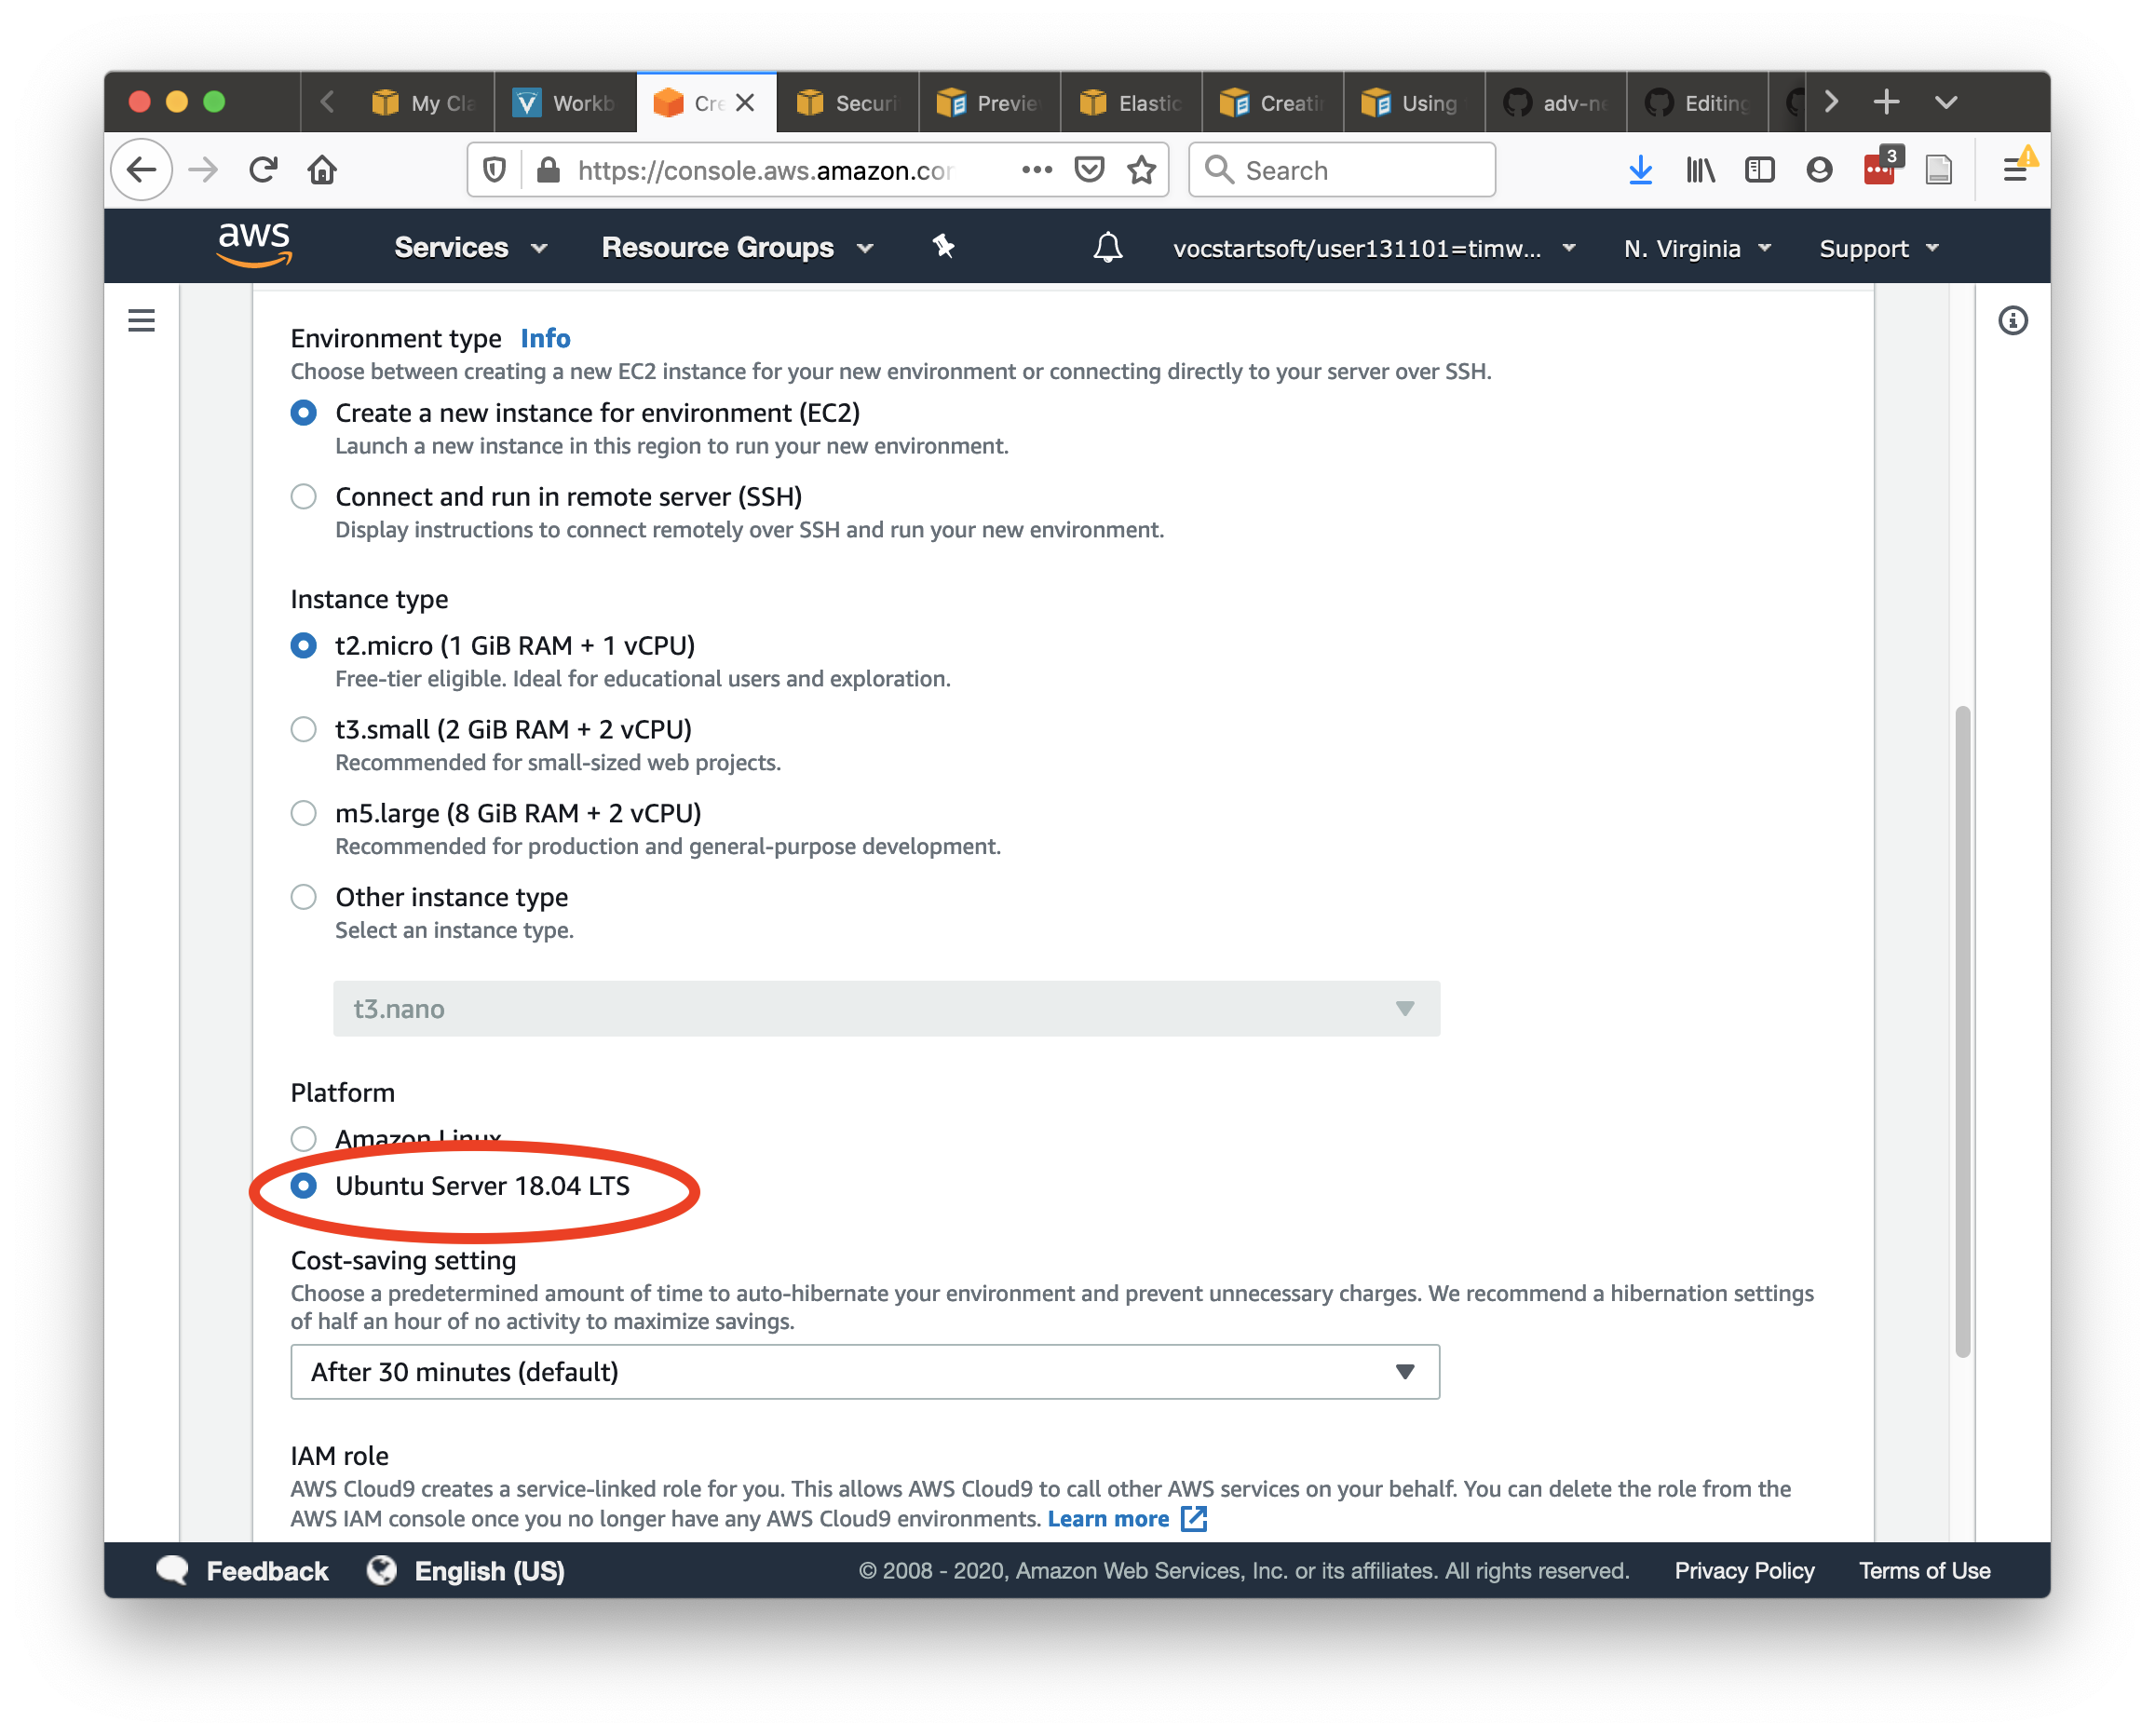 My Cla
Workb
Cre
Securi
Preview
Elastic
Creatin
Using
adv-ne
Editing
https://console.aws.amazon.com
Search
3
aws
Services
Resource Groups
vocstartsoft/user131101=timw...
N. Virginia
Support
Environment type Info
Choose between creating a new EC2 instance for your new environment or connecting directly to your server over SSH.
Create a new instance for environment (EC2)
Launch a new instance in this region to run your new environment.
Connect and run in remote server (SSH)
Display instructions to connect remotely over SSH and run your new environment.
Instance type
t2.micro (1 GiB RAM + 1 vCPU)
Free-tier eligible. Ideal for educational users and exploration.
t3.small (2 GiB RAM + 2 vCPU)
Recommended for small-sized web projects.
m5.large (8 GiB RAM + 2 vCPU)
Recommended for production and general-purpose development.
Other instance type
Select an instance type.
t3.nano
Platform
Amazon Linux
Ubuntu Server 18.04 LTS
Cost-saving setting
Choose a predetermined amount of time to auto-hibernate your environment and prevent unnecessary charges. We recommend a hibernation settings
of half an hour of no activity to maximize savings.
After 30 minutes (default)
IAM role
AWS Cloud9 creates a service-linked role for you. This allows AWS Cloud9 to call other AWS services on your behalf. You can delete the role from the
AWS IAM console once you no longer have any AWS Cloud9 environments. Learn more
Feedback
English (US)
© 2008 - 2020, Amazon Web Services, Inc. or its affiliates. All rights reserved.
Privacy Policy
Terms of Use